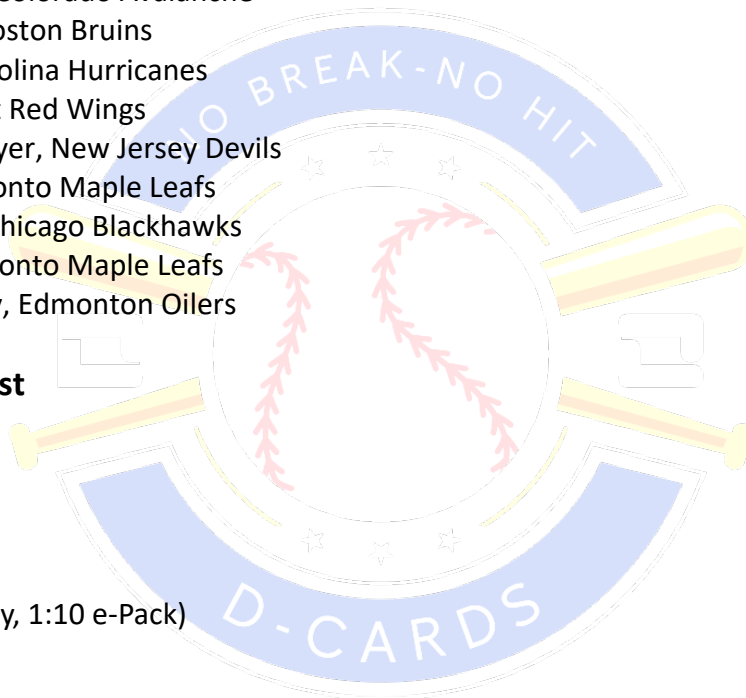 Colorado Avalanche
oston Bruins
olina Hurricanes
t Red Wings
yer, New Jersey Devils
onto Maple Leafs
hicago Blackhawks
onto Maple Leafs
, Edmonton Oilers
st
y, 1:10 e-Pack)
NO BREAK-NO HIT
D-CARDS